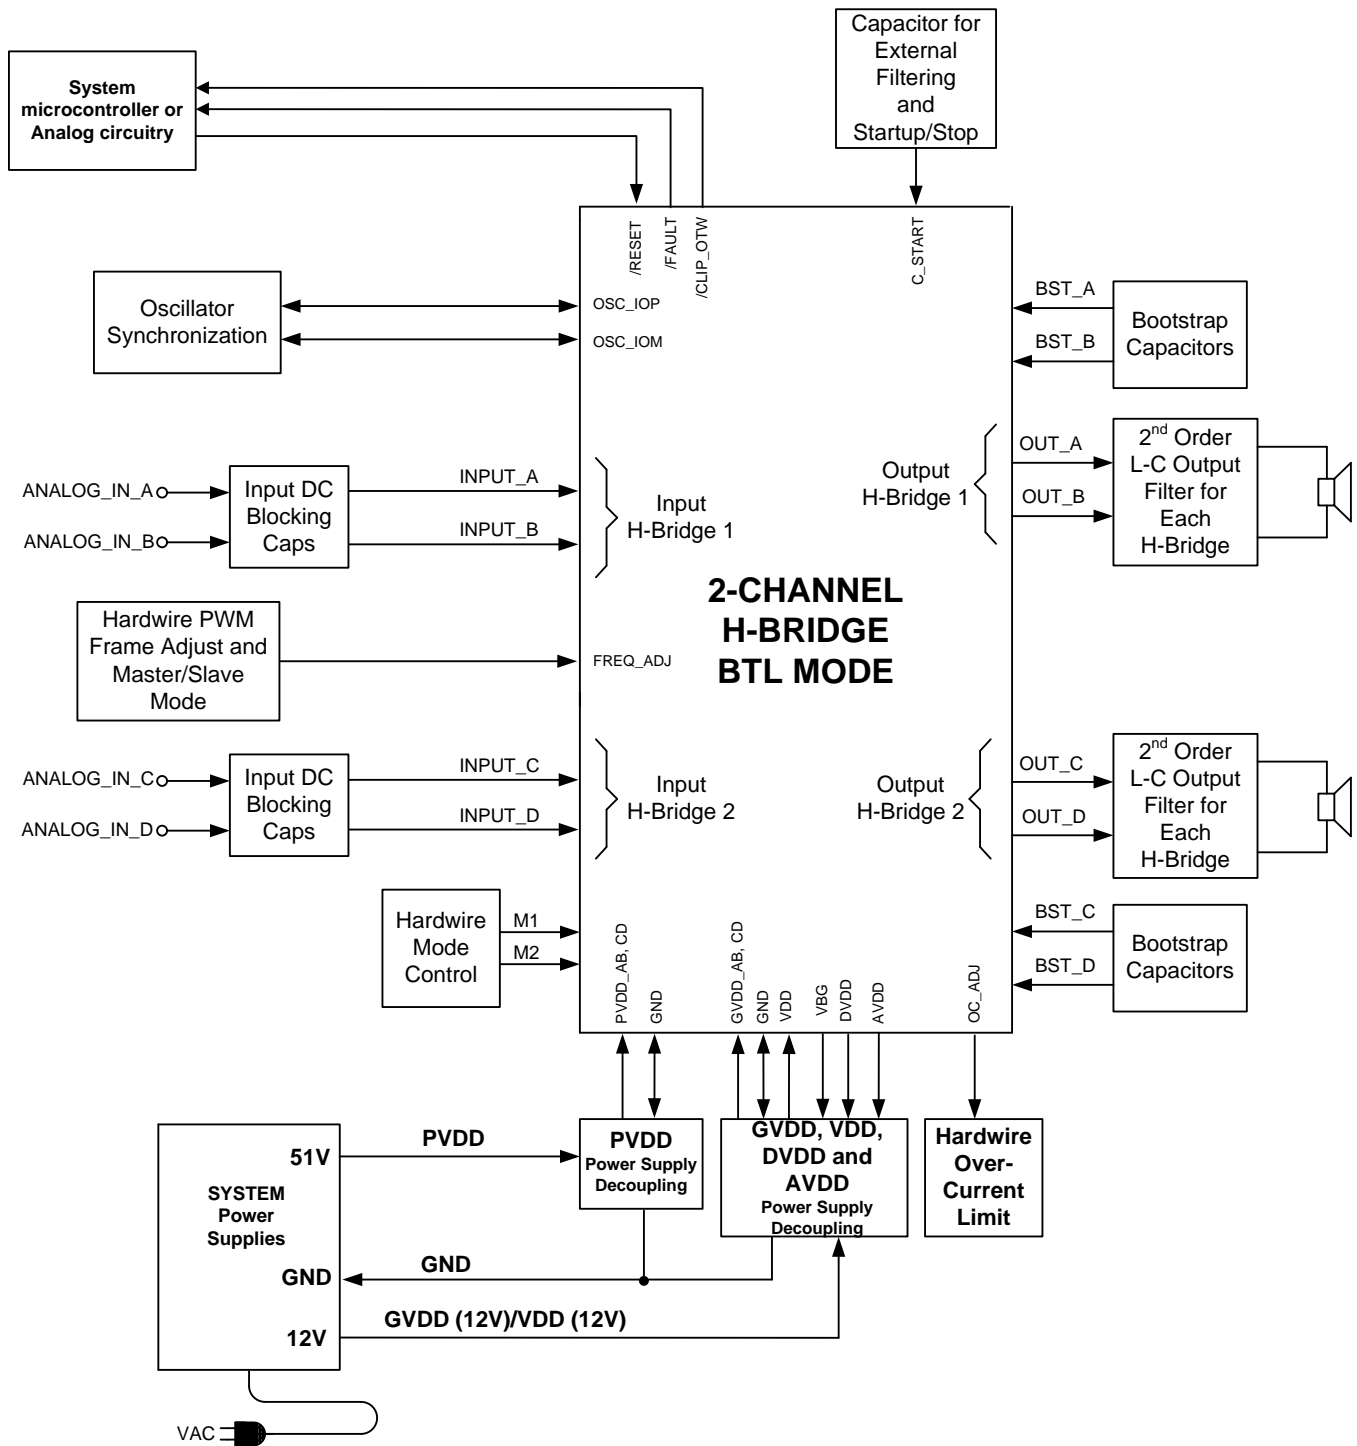 Capacitor for
External
Filtering
and
Startup/Stop
System
microcontroller or
Analog circuitry
/RESET
/FAULT
/CLIP_OTW
C_START
Oscillator
Synchronization
OSC_IOP
OSC_IOM
BST_A
BST_B
Bootstrap
Capacitors
ANALOG_IN_A
ANALOG_IN_B
Input DC
Blocking
Caps
INPUT_A
INPUT_B
Input
H-Bridge 1
Output
H-Bridge 1
OUT_A
OUT_B
2nd Order
L-C Output
Filter for
Each
H-Bridge
2-CHANNEL
H-BRIDGE
BTL MODE
Hardwire PWM
Frame Adjust and
Master/Slave
Mode
FREQ_ADJ
ANALOG_IN_C
ANALOG_IN_D
Input DC
Blocking
Caps
INPUT_C
INPUT_D
Input
H-Bridge 2
Output
H-Bridge 2
OUT_C
OUT_D
2nd Order
L-C Output
Filter for
Each
H-Bridge
Hardwire
Mode
Control
M1
M2
PVDD_AB, CD
GND
GVDD_AB, CD
GND
VDD
VBG
DVDD
AVDD
OC_ADJ
BST_C
BST_D
Bootstrap
Capacitors
PVDD
Power Supply
Decoupling
GVDD, VDD,
DVDD and
AVDD
Power Supply
Decoupling
Hardwire
Over-
Current
Limit
51V
SYSTEM
Power
Supplies
GND
12V
PVDD
GND
GVDD (12V)/VDD (12V)
VAC